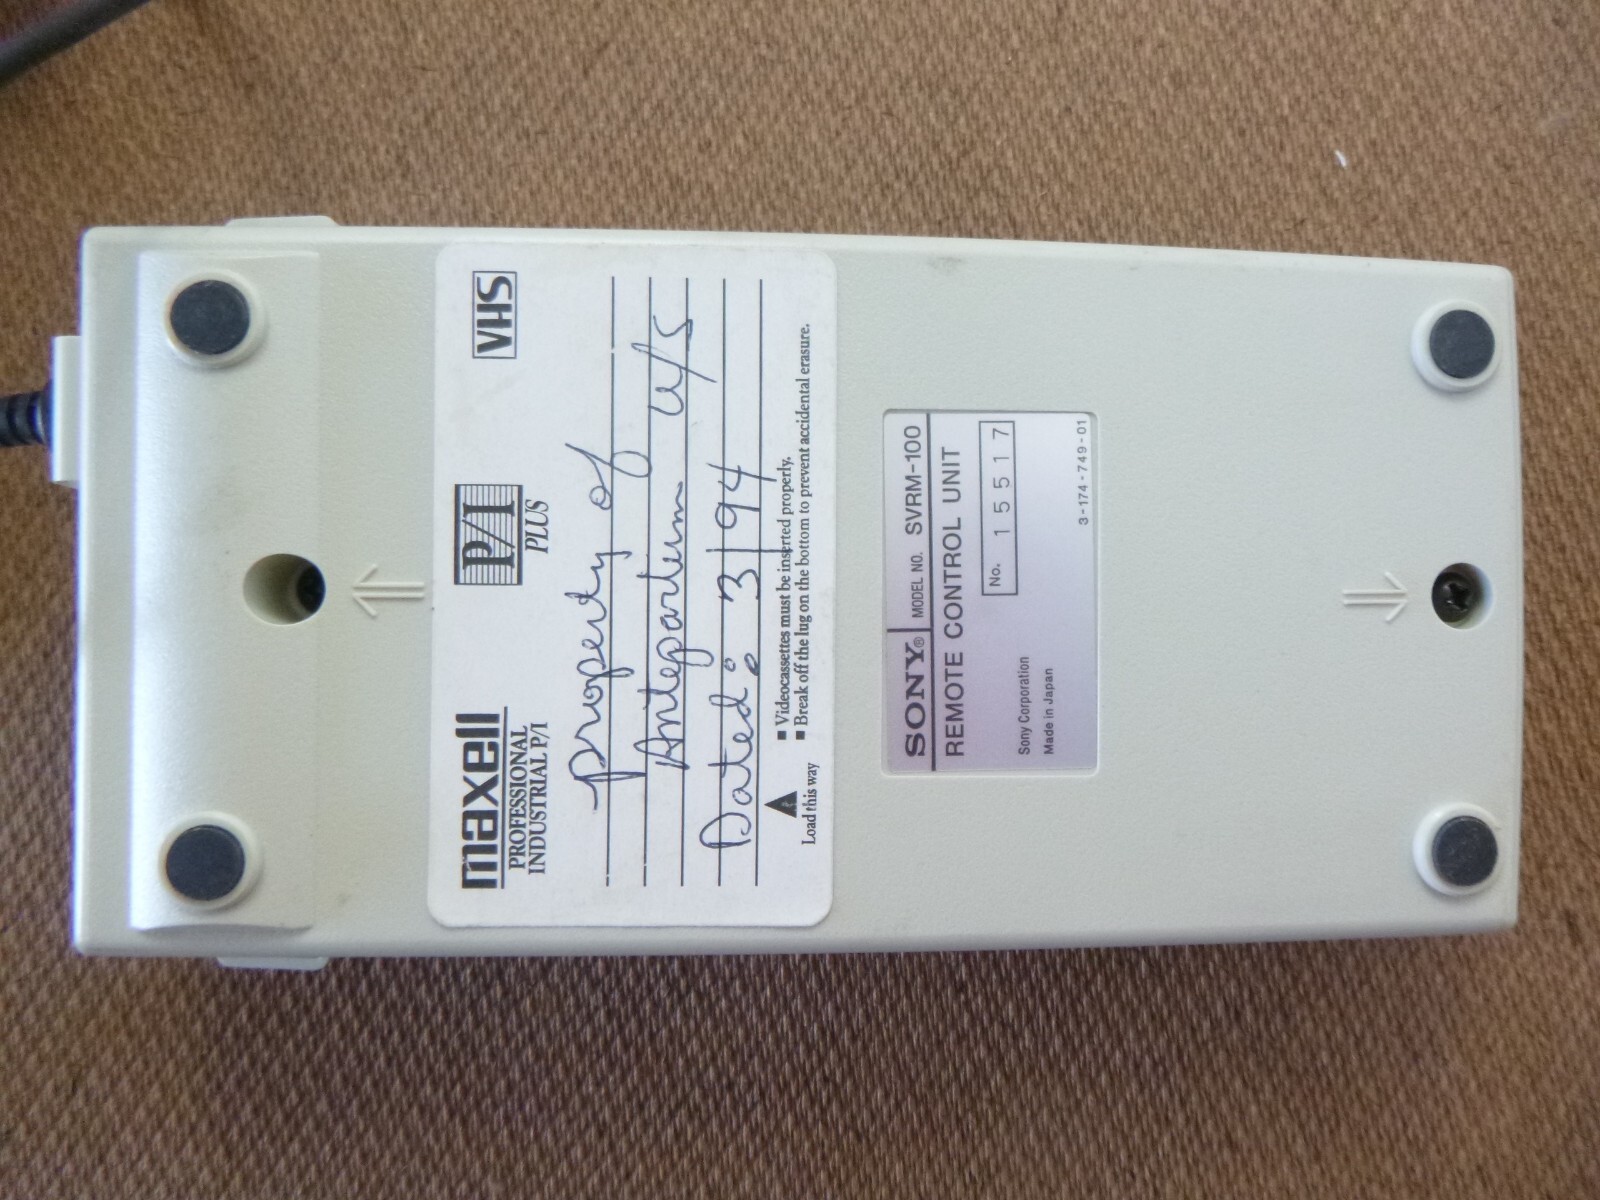 maxell
PROFESSIONAL
INDUSTRIAL P/I
P/I
PLUS
VHS
property of
Antepartum U/S
Dated: 3/94
Load this way
■ Videocassettes must be inserted properly.
■ Break off the lug on the bottom to prevent accidental erasure.
SONY® MODEL NO. SVRM-100
REMOTE CONTROL UNIT
No. 15517
Sony Corporation
Made in Japan
3-174-749-01